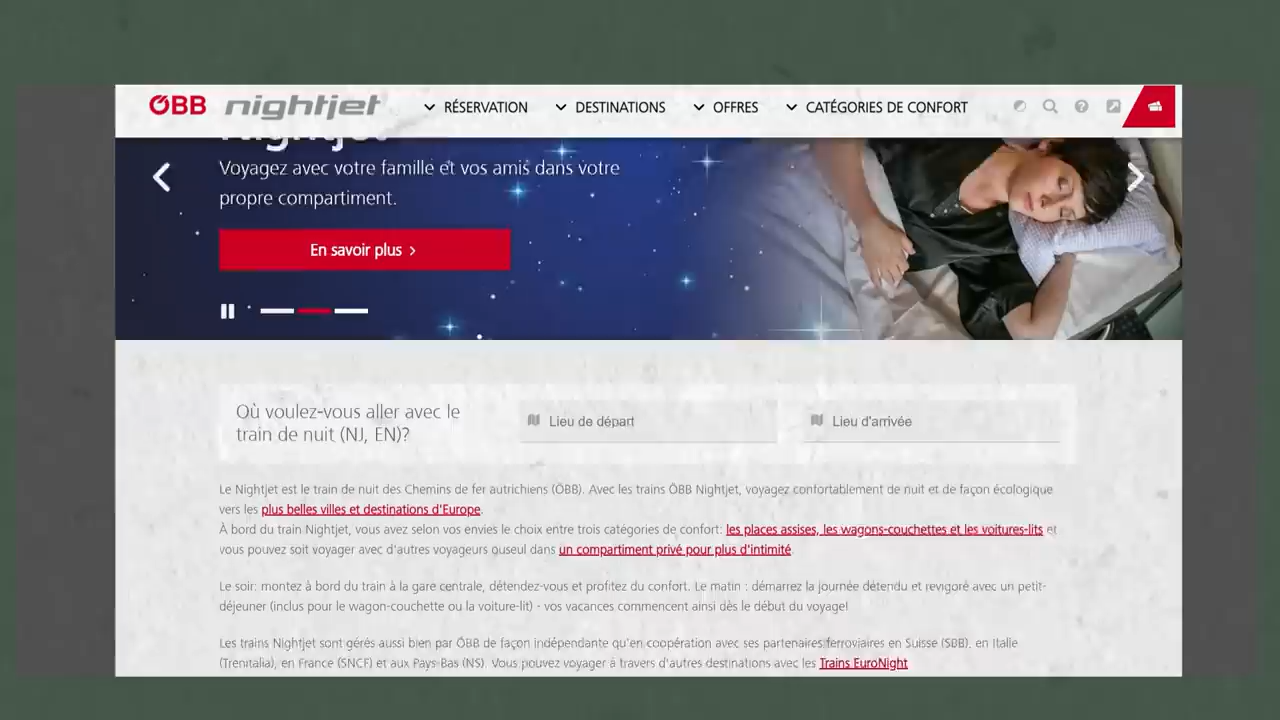 ÖBB nightjet RÉSERVATION DESTINATIONS OFFRES CATÉGORIES DE CONFORT
Nightjet
Voyagez avec votre famille et vos amis dans votre
propre compartiment.
En savoir plus >
Où voulez-vous aller avec le
train de nuit (NJ, EN)?
Lieu de départ
Lieu d'arrivée
Le Nightjet est le train de nuit des Chemins de fer autrichiens (ÖBB). Avec les trains ÖBB Nightjet, voyagez confortablement de nuit et de façon écologique
vers les plus belles villes et destinations d'Europe.
À bord du train Nightjet, vous avez selon vos envies le choix entre trois catégories de confort: les places assises, les wagons-couchettes et les voitures-lits et
vous pouvez soit voyager avec d'autres voyageurs ouseul dans un compartiment privé pour plus d'intimité.
Le soir: montez à bord du train à la gare centrale, détendez-vous et profitez du confort. Le matin : démarrez la journée détendu et revigoré avec un petit-
déjeuner (inclus pour le wagon-couchette ou la voiture-lit) - vos vacances commencent ainsi dès le début du voyage!
Les trains Nightjet sont gérés aussi bien par ÖBB de façon indépendante qu'en coopération avec ses partenaires ferroviaires en Suisse (SBB), en Italie
(Trenitalia), en France (SNCF) et aux Pays-Bas (NS). Vous pouvez voyager à travers d'autres destinations avec les Trains EuroNight